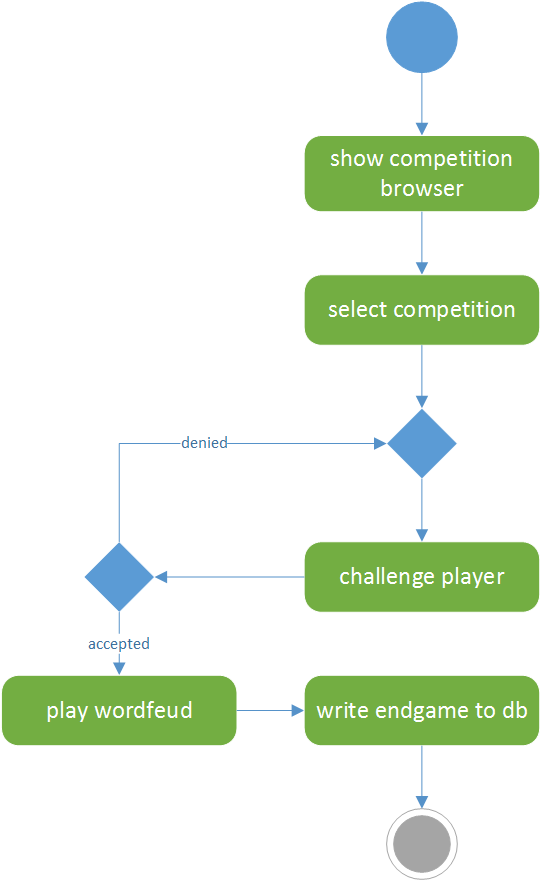 show competition
browser
select competition
denied
challenge player
accepted
play wordfeud
write endgame to db